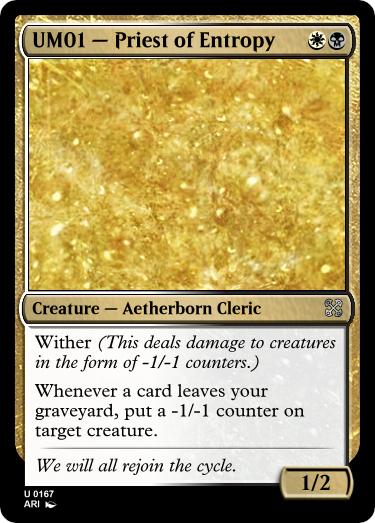 UM01 — Priest of Entropy
Creature — Aetherborn Cleric
Wither (This deals damage to creatures
in the form of -1/-1 counters.)
Whenever a card leaves your
graveyard, put a -1/-1 counter on
target creature.
We will all rejoin the cycle.
1/2
U 0167
ARI